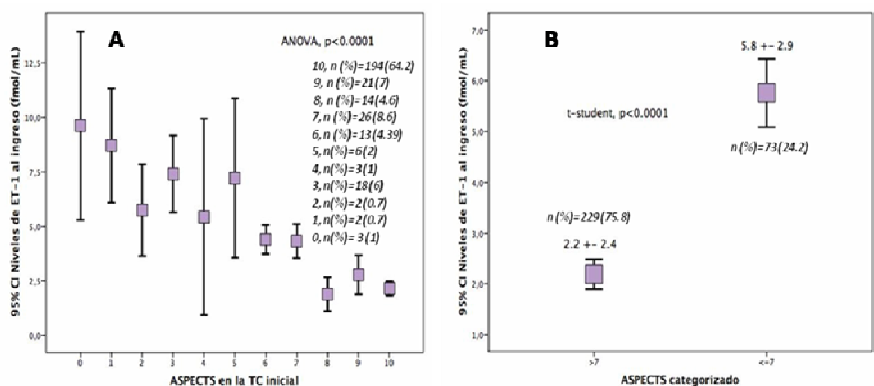 A
ANOVA, p<0.0001
10, n (%)=194(64.2)
9, n(%)=21(7)
8, n(%)=14(4.6)
7, n(%)=26(8.6)
6, n(%)=13(4.39)
5, n(%)=6(2)
4, n(%)=3(1)
3, n(%)=18(6)
2, n(%)=2(0.7)
1, n(%)=2(0.7)
0, n(%)=3(1)
95% CI Niveles de ET-1 al ingreso (fmol/mL)
12,5
10,0
7,5
5,0
2,5
0,0
0 1 2 3 4 5 6 7 8 9 10
ASPECTS en la TC inicial
B
5.8 +- 2.9
t-student, p<0.0001
n (%)=73(24.2)
n (%)=229(75.8)
2.2 +- 2.4
95% CI Niveles de ET-1 al ingreso (fmol/mL)
7,0
6,0
5,0
4,0
3,0
2,0
1,0
>7 <=7
ASPECTS categorizado